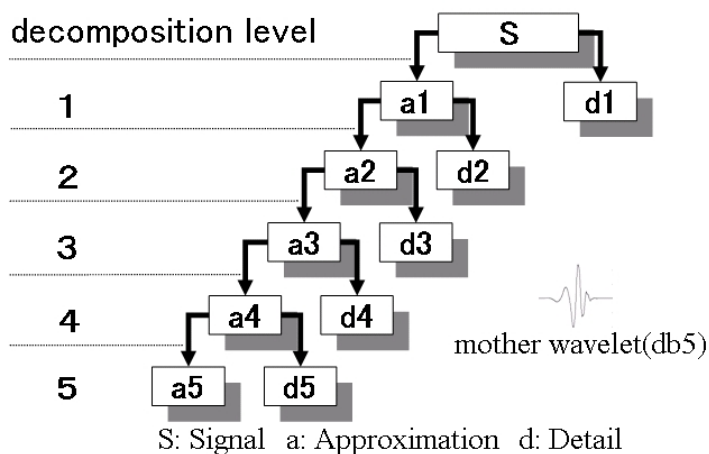 decomposition level
S
1
a1
d1
2
a2
d2
3
a3
d3
4
a4
d4
mother wavelet(db5)
5
a5
d5
S: Signal a: Approximation d: Detail